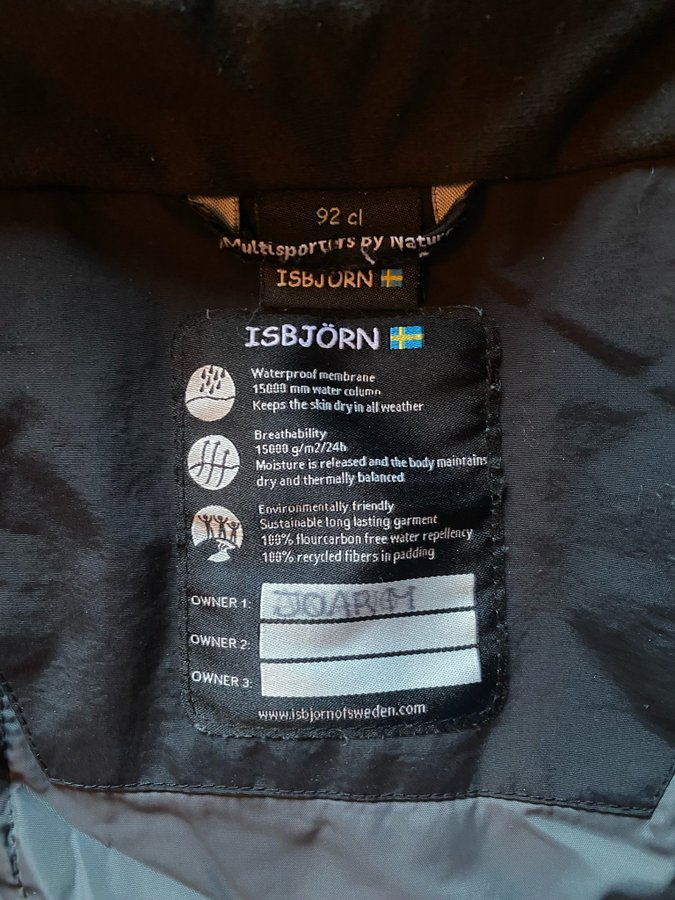 92 cl
Multisporters by Nature
ISBJÖRN
ISBJÖRN
Waterproof membrane
15000 mm water column
Keeps the skin dry in all weather
Breathability
15000 g/m2/24h
Moisture is released and the body maintains
dry and thermally balanced
Environmentally friendly
Sustainable long lasting garment
100% flourcarbon free water repellency
100% recycled fibers in padding
OWNER 1:
OWNER 2:
OWNER 3:
www.isbjornofsweden.com